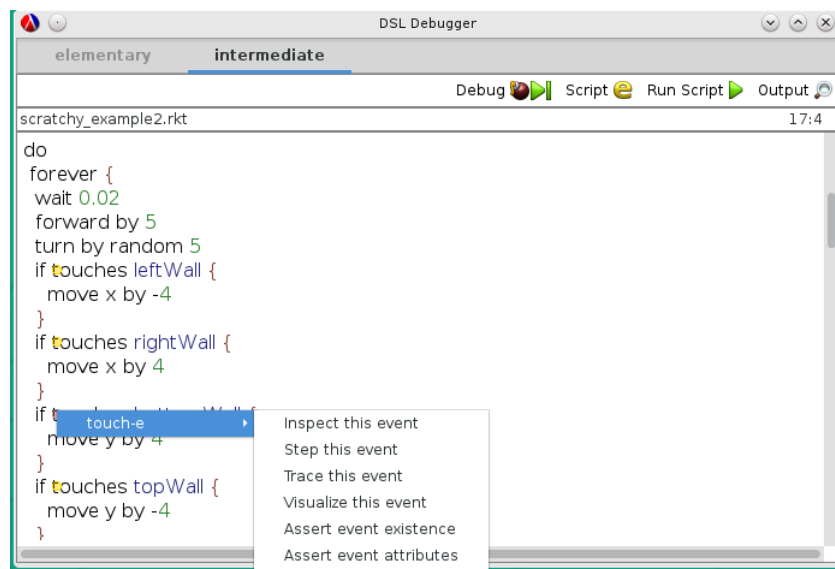 DSL Debugger
elementary intermediate
Debug Script Run Script Output
scratchy_example2.rkt 17:4
do
forever {
wait 0.02
forward by 5
turn by random 5
if touches leftWall {
move x by -4
}
if touches rightWall {
move x by 4
}
if
touch-e
move y by 4
}
if touches topWall {
move y by -4
}
Inspect this event
Step this event
Trace this event
Visualize this event
Assert event existence
Assert event attributes